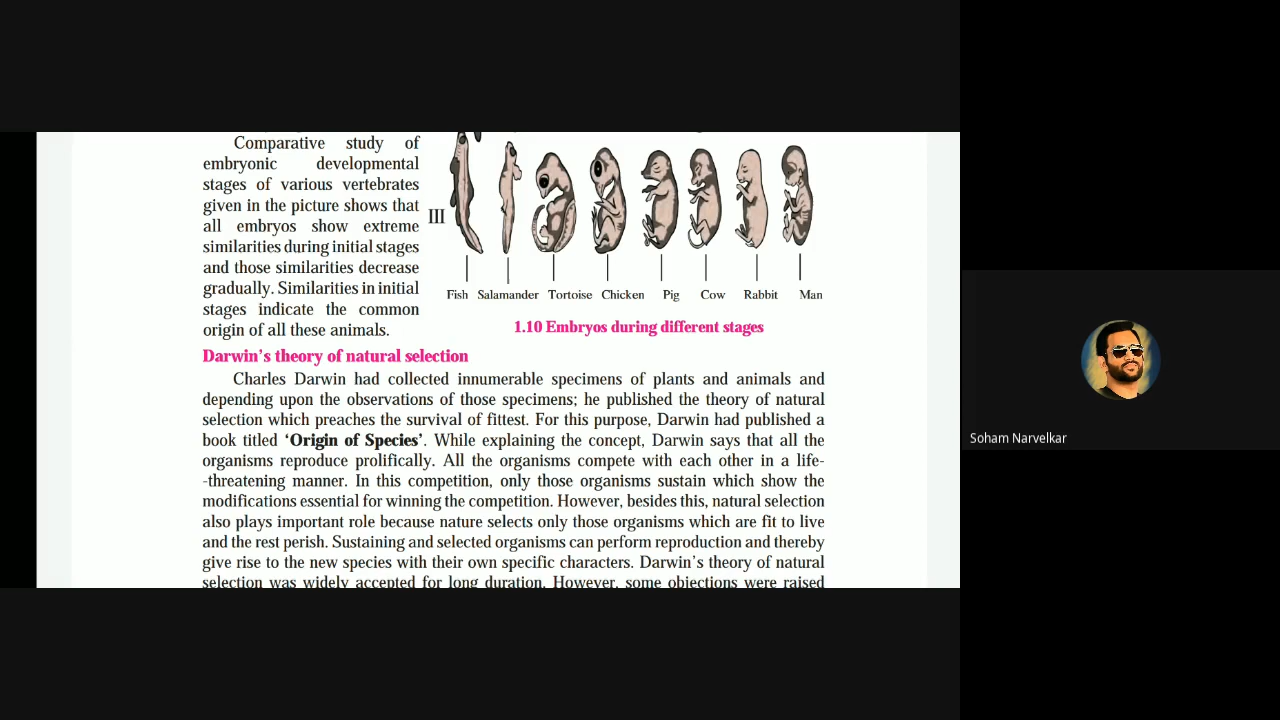 Comparative study of
embryonic developmental
stages of various vertebrates
given in the picture shows that
all embryos show extreme
similarities during initial stages
and those similarities decrease
gradually. Similarities in initial
stages indicate the common
origin of all these animals.
III
Fish Salamander Tortoise Chicken Pig Cow Rabbit Man
1.10 Embryos during different stages
Darwin's theory of natural selection
Charles Darwin had collected innumerable specimens of plants and animals and
depending upon the observations of those specimens; he published the theory of natural
selection which preaches the survival of fittest. For this purpose, Darwin had published a
book titled ‘Origin of Species’. While explaining the concept, Darwin says that all the
organisms reproduce prolifically. All the organisms compete with each other in a life-
-threatening manner. In this competition, only those organisms sustain which show the
modifications essential for winning the competition. However, besides this, natural selection
also plays important role because nature selects only those organisms which are fit to live
and the rest perish. Sustaining and selected organisms can perform reproduction and thereby
give rise to the new species with their own specific characters. Darwin's theory of natural
selection was widely accepted for long duration. However, some objections were raised
Soham Narvelkar